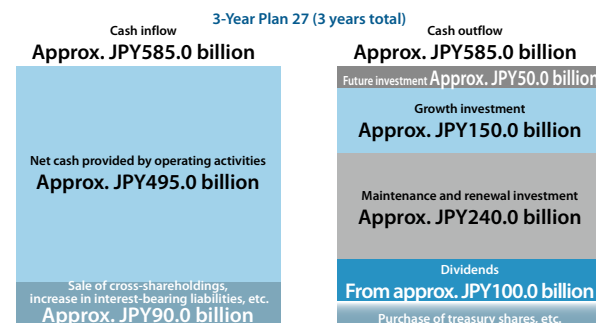 3-Year Plan 27 (3 years total)
Cash inflow
Approx. JPY585.0 billion
Net cash provided by operating activities
Approx. JPY495.0 billion
Sale of cross-shareholdings,
increase in interest-bearing liabilities, etc.
Approx. JPY90.0 billion
Cash outflow
Approx. JPY585.0 billion
Future investment Approx. JPY50.0 billion
Growth investment
Approx. JPY150.0 billion
Maintenance and renewal investment
Approx. JPY240.0 billion
Dividends
From approx. JPY100.0 billion
Purchase of treasury shares, etc.